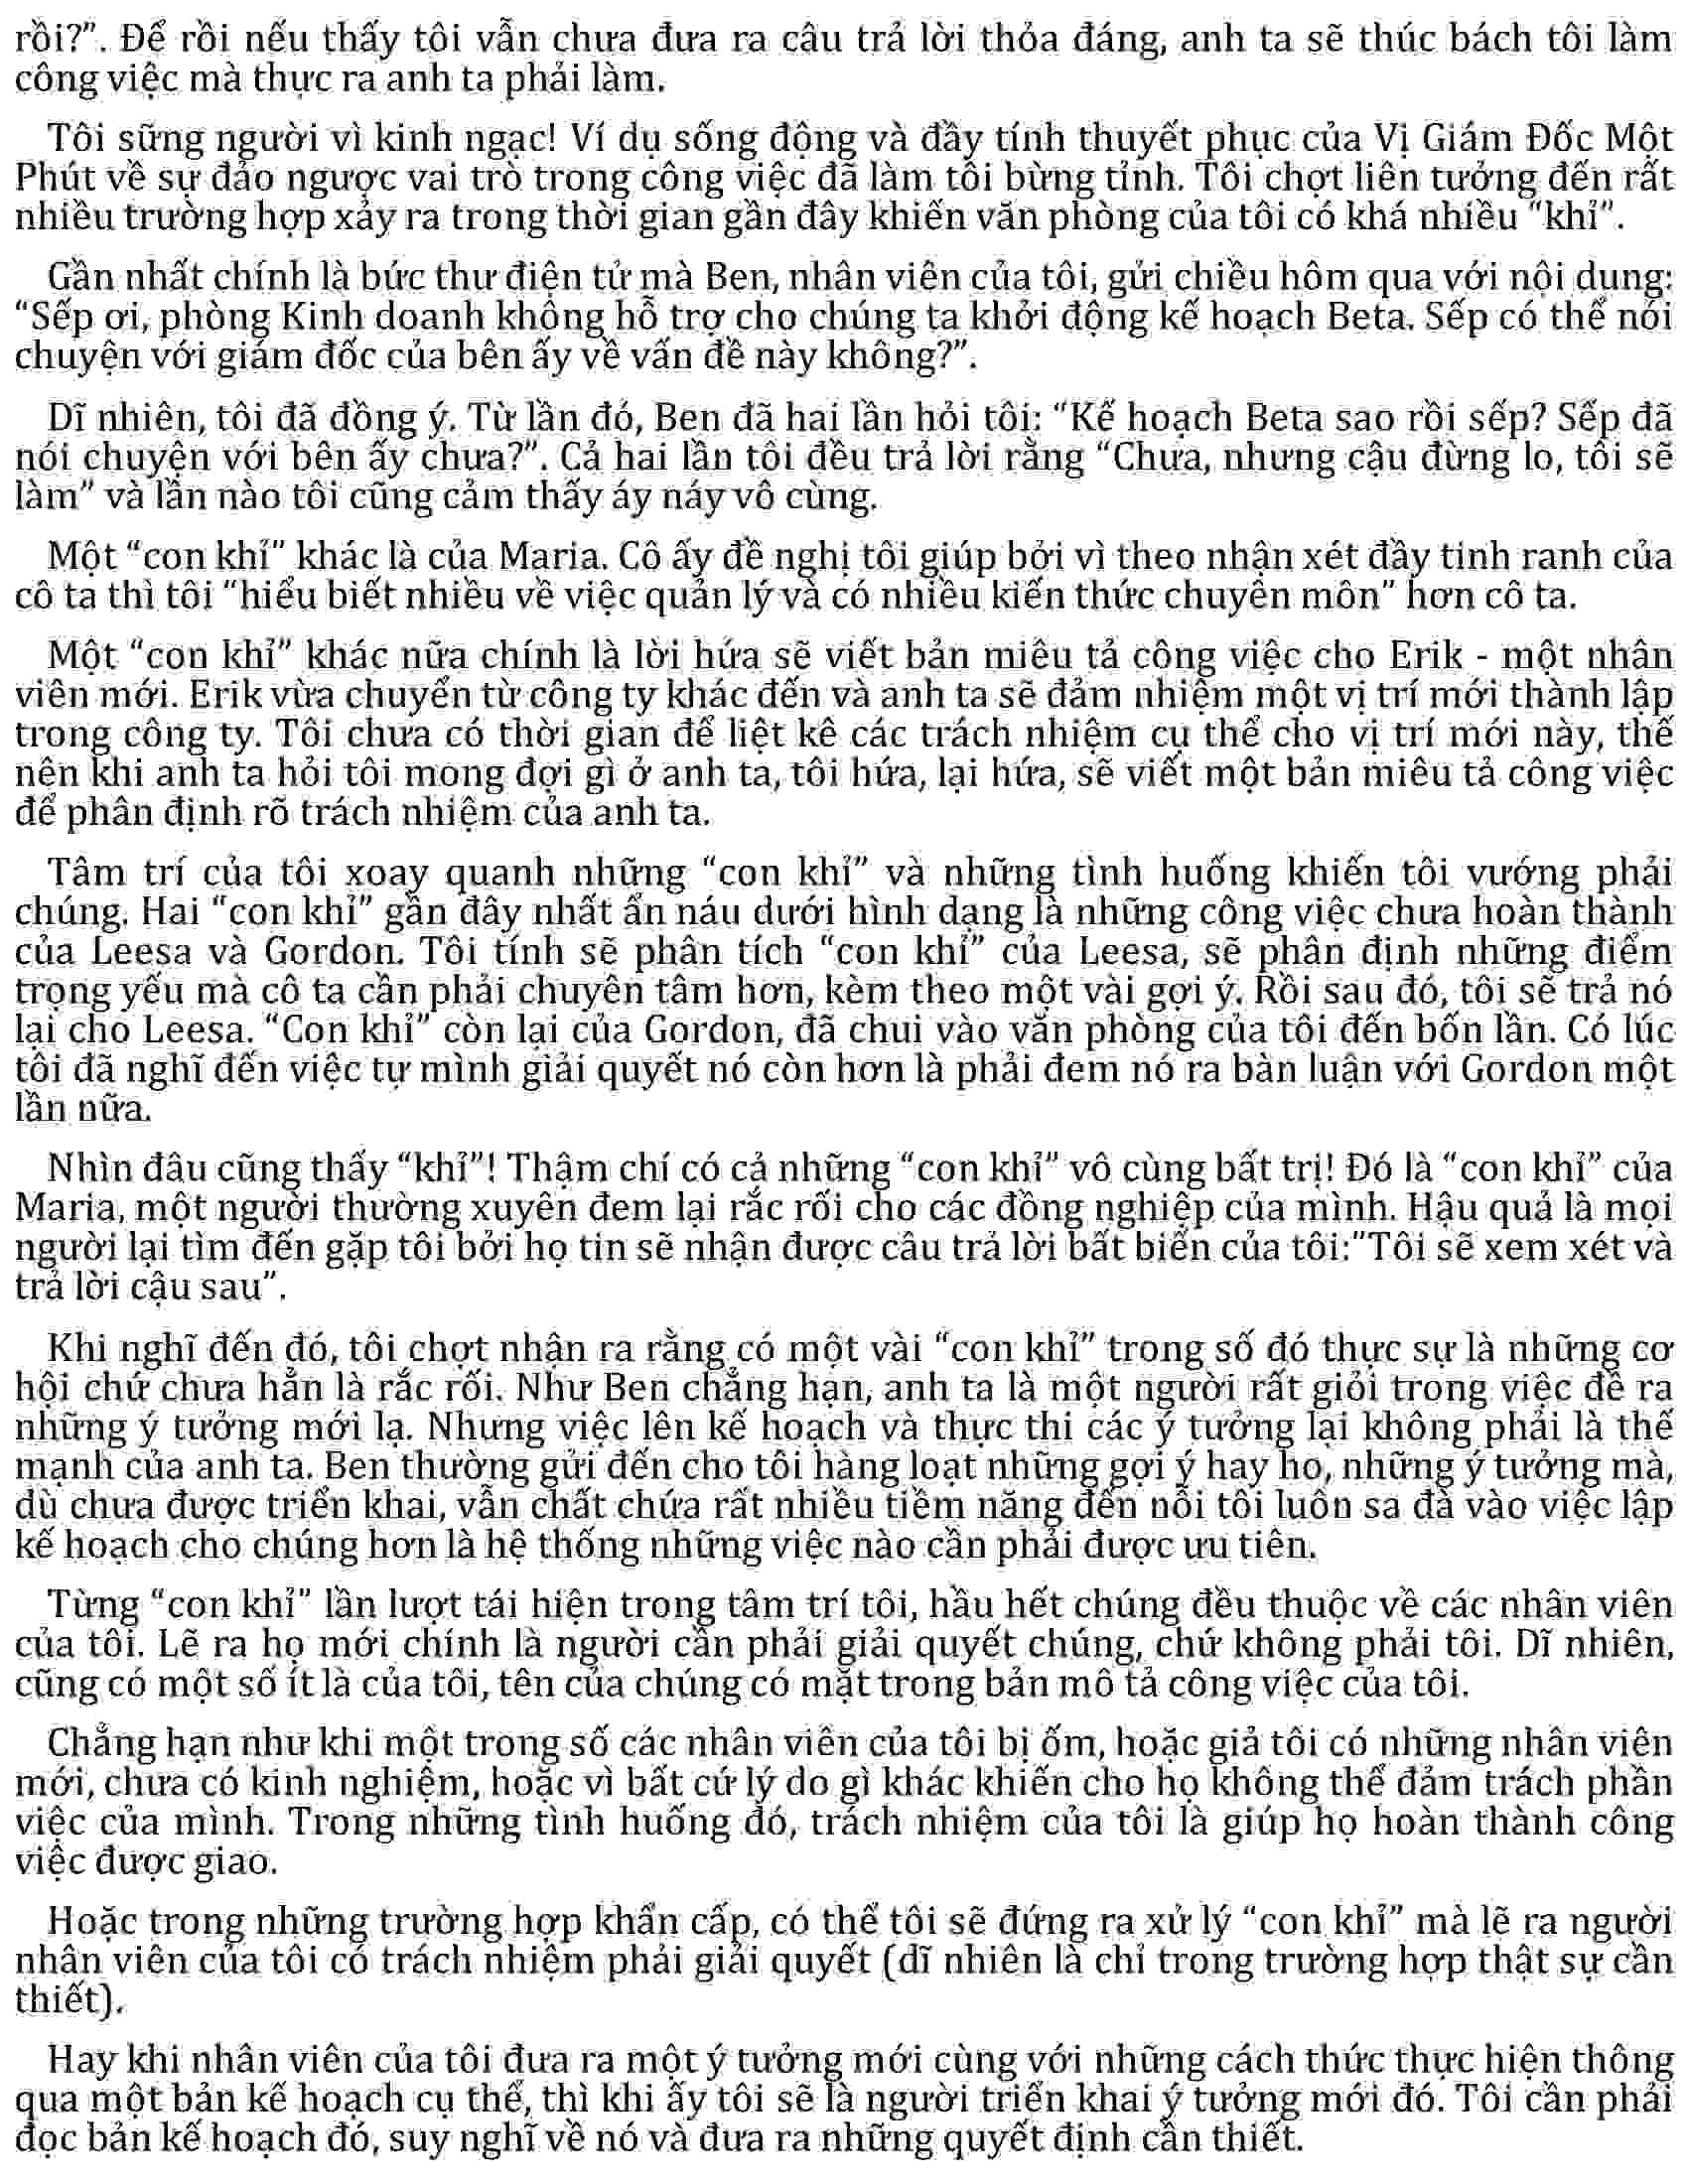 rồi?”. Để rồi nếu thấy tôi vẫn chưa đưa ra câu trả lời thỏa đáng, anh ta sẽ thúc bách tôi làm
công việc mà thực ra anh ta phải làm.
Tôi sững người vì kinh ngạc! Ví dụ sống động và đầy tính thuyết phục của Vị Giám Đốc Một
Phút về sự đảo ngược vai trò trong công việc đã làm tôi bừng tỉnh. Tôi chợt liên tưởng đến rất
nhiều trường hợp xảy ra trong thời gian gần đây khiến văn phòng của tôi có khá nhiều “khỉ”.
Gần nhất chính là bức thư điện tử mà Ben, nhân viên của tôi, gửi chiều hôm qua với nội dung:
“Sếp ơi, phòng Kinh doanh không hỗ trợ cho chúng ta khởi động kế hoạch Beta. Sếp có thể nói
chuyện với giám đốc của bên ấy về vấn đề này không?”.
Dĩ nhiên, tôi đã đồng ý. Từ lần đó, Ben đã hai lần hỏi tôi: “Kế hoạch Beta sao rồi sếp? Sếp đã
nói chuyện với bên ấy chưa?”. Cả hai lần tôi đều trả lời rằng “Chưa, nhưng cậu đừng lo, tôi sẽ
làm” và lần nào tôi cũng cảm thấy áy náy vô cùng.
Một “con khỉ” khác là của Maria. Cô ấy đề nghị tôi giúp bởi vì theo nhận xét đầy tinh ranh của
cô ta thì tôi “hiểu biết nhiều về việc quản lý và có nhiều kiến thức chuyên môn” hơn cô ta.
Một “con khỉ” khác nữa chính là lời hứa sẽ viết bản miêu tả công việc cho Erik - một nhân
viên mới. Erik vừa chuyển từ công ty khác đến và anh ta sẽ đảm nhiệm một vị trí mới thành lập
trong công ty. Tôi chưa có thời gian để liệt kê các trách nhiệm cụ thể cho vị trí mới này, thế
nên khi anh ta hỏi tôi mong đợi gì ở anh ta, tôi hứa, lại hứa, sẽ viết một bản miêu tả công việc
để phân định rõ trách nhiệm của anh ta.
Tâm trí của tôi xoay quanh những “con khỉ” và những tình huống khiến tôi vướng phải
chúng. Hai “con khỉ” gần đây nhất ẩn náu dưới hình dạng là những công việc chưa hoàn thành
của Leesa và Gordon. Tôi tính sẽ phân tích “con khỉ” của Leesa, sẽ phân định những điểm
trọng yếu mà cô ta cần phải chuyên tâm hơn, kèm theo một vài gợi ý. Rồi sau đó, tôi sẽ trả nó
lại cho Leesa. “Con khỉ” còn lại của Gordon, đã chui vào văn phòng của tôi đến bốn lần. Có lúc
tôi đã nghĩ đến việc tự mình giải quyết nó còn hơn là phải đem nó ra bàn luận với Gordon một
lần nữa.
Nhìn đâu cũng thấy “khỉ”! Thậm chí có cả những “con khỉ” vô cùng bất trị! Đó là “con khỉ” của
Maria, một người thường xuyên đem lại rắc rối cho các đồng nghiệp của mình. Hậu quả là mọi
người lại tìm đến gặp tôi bởi họ tin sẽ nhận được câu trả lời bất biến của tôi:”Tôi sẽ xem xét và
trả lời cậu sau”.
Khi nghĩ đến đó, tôi chợt nhận ra rằng có một vài “con khỉ” trong số đó thực sự là những cơ
hội chứ chưa hẳn là rắc rối. Như Ben chẳng hạn, anh ta là một người rất giỏi trong việc đề ra
những ý tưởng mới lạ. Nhưng việc lên kế hoạch và thực thi các ý tưởng lại không phải là thế
mạnh của anh ta. Ben thường gửi đến cho tôi hàng loạt những gợi ý hay ho, những ý tưởng mà,
dù chưa được triển khai, vẫn chất chứa rất nhiều tiềm năng đến nỗi tôi luôn sa đà vào việc lập
kế hoạch cho chúng hơn là hệ thống những việc nào cần phải được ưu tiên.
Từng “con khỉ” lần lượt tái hiện trong tâm trí tôi, hầu hết chúng đều thuộc về các nhân viên
của tôi. Lẽ ra họ mới chính là người cần phải giải quyết chúng, chứ không phải tôi. Dĩ nhiên,
cũng có một số ít là của tôi, tên của chúng có mặt trong bản mô tả công việc của tôi.
Chẳng hạn như khi một trong số các nhân viên của tôi bị ốm, hoặc giả tôi có những nhân viên
mới, chưa có kinh nghiệm, hoặc vì bất cứ lý do gì khác khiến cho họ không thể đảm trách phần
việc của mình. Trong những tình huống đó, trách nhiệm của tôi là giúp họ hoàn thành công
việc được giao.
Hoặc trong những trường hợp khẩn cấp, có thể tôi sẽ đứng ra xử lý “con khỉ” mà lẽ ra người
nhân viên của tôi có trách nhiệm phải giải quyết (dĩ nhiên là chỉ trong trường hợp thật sự cần
thiết).
Hay khi nhân viên của tôi đưa ra một ý tưởng mới cùng với những cách thức thực hiện thông
qua một bản kế hoạch cụ thể, thì khi ấy tôi sẽ là người triển khai ý tưởng mới đó. Tôi cần phải
đọc bản kế hoạch đó, suy nghĩ về nó và đưa ra những quyết định cần thiết.